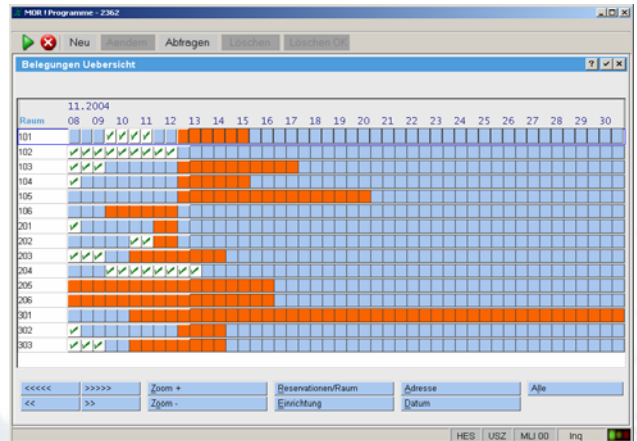 MOR ! Programme - 2362
Neu Aendern Abfragen Löschen Löschen OK
Belegungen Uebersicht
11.2004
Raum 08 09 10 11 12 13 14 15 16 17 18 19 20 21 22 23 24 25 26 27 28 29 30
101
102
103
104
105
106
201
202
203
204
205
206
301
302
303
<<<<< >>>>> Zoom + Reservationen/Raum Adresse Alle
<< >> Zoom - Einrichtung Datum
HES USZ MLI 00 Ing